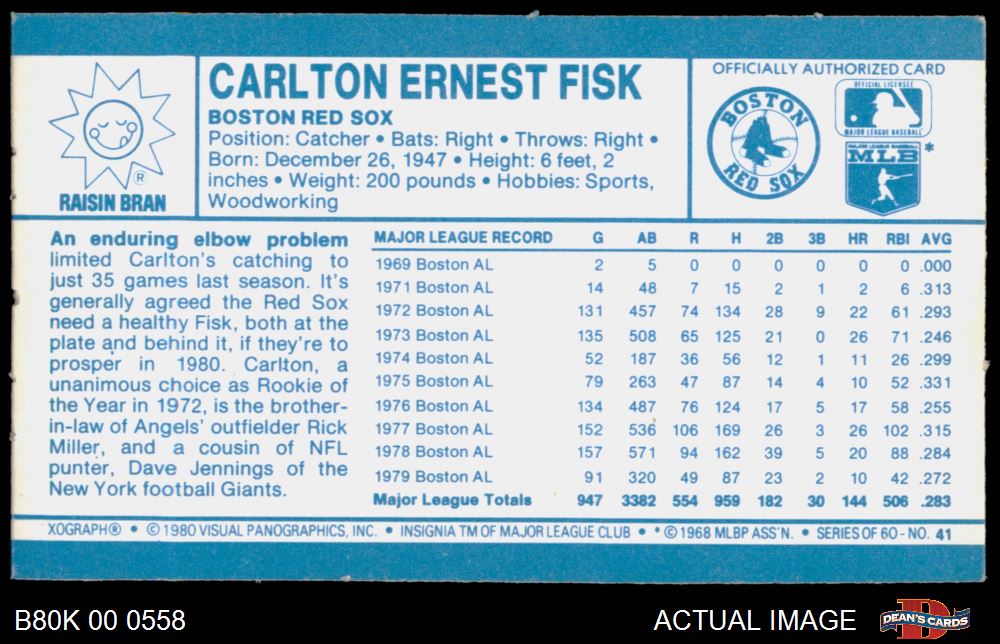 RAISIN BRAN
®
CARLTON ERNEST FISK
BOSTON RED SOX
Position: Catcher • Bats: Right • Throws: Right •
Born: December 26, 1947 • Height: 6 feet, 2
inches • Weight: 200 pounds • Hobbies: Sports,
Woodworking
OFFICIALLY AUTHORIZED CARD
BOSTON
RED SOX
OFFICIAL LICENSEE
MAJOR LEAGUE BASEBALL
MAJOR LEAGUE BASEBALL
MLB *
An enduring elbow problem
limited Carlton's catching to
just 35 games last season. It's
generally agreed the Red Sox
need a healthy Fisk, both at the
plate and behind it, if they're to
prosper in 1980. Carlton, a
unanimous choice as Rookie of
the Year in 1972, is the brother-
in-law of Angels' outfielder Rick
Miller, and a cousin of NFL
punter, Dave Jennings of the
New York football Giants.
MAJOR LEAGUE RECORD G AB R H 2B 3B HR RBI AVG
1969 Boston AL 2 5 0 0 0 0 0 0 .000
1971 Boston AL 14 48 7 15 2 1 2 6 .313
1972 Boston AL 131 457 74 134 28 9 22 61 .293
1973 Boston AL 135 508 65 125 21 0 26 71 .246
1974 Boston AL 52 187 36 56 12 1 11 26 .299
1975 Boston AL 79 263 47 87 14 4 10 52 .331
1976 Boston AL 134 487 76 124 17 5 17 58 .255
1977 Boston AL 152 536 106 169 26 3 26 102 .315
1978 Boston AL 157 571 94 162 39 5 20 88 .284
1979 Boston AL 91 320 49 87 23 2 10 42 .272
Major League Totals 947 3382 554 959 182 30 144 506 .283
XOGRAPH® • © 1980 VISUAL PANOGRAPHICS, INC. • INSIGNIA TM OF MAJOR LEAGUE CLUB • * © 1968 MLBP ASS'N. • SERIES OF 60 - NO. 41
B80K 00 0558
ACTUAL IMAGE
D
DEAN'S CARDS